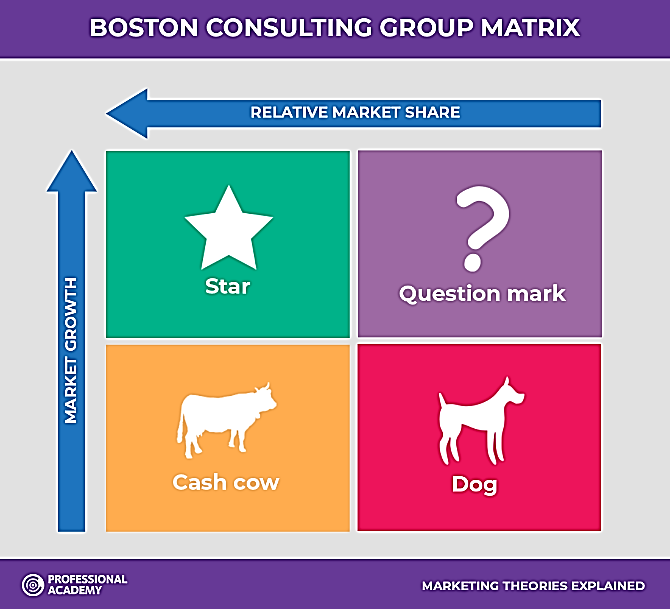 BOSTON CONSULTING GROUP MATRIX
RELATIVE MARKET SHARE
MARKET GROWTH
Star
Question mark
Cash cow
Dog
PROFESSIONAL
ACADEMY
MARKETING THEORIES EXPLAINED